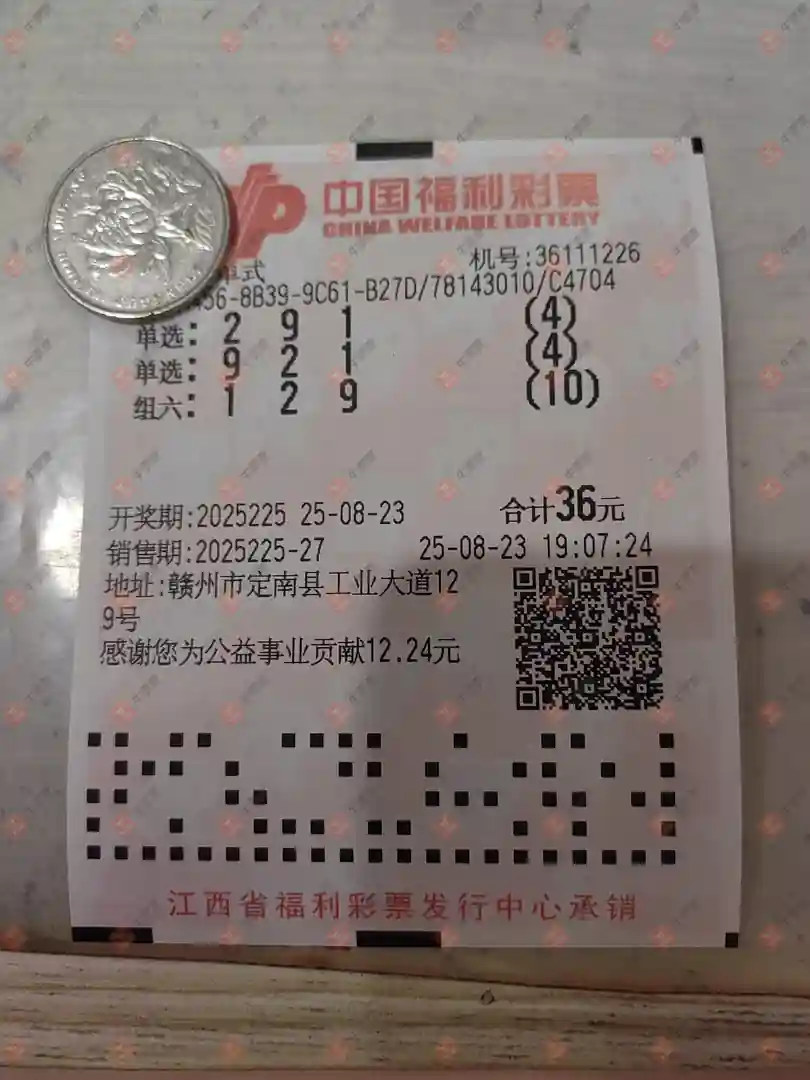 中国福利彩票
CHINA WELFARE LOTTERY
单式 机号:36111226
456-8B39-9C61-B27D/78143010/C4704
单选: 2 9 1 (4)
单选: 9 2 1 (4)
组六: 1 2 9 (10)
开奖期:2025225 25-08-23 合计36元
销售期:2025225-27 25-08-23 19:07:24
地址:赣州市定南县工业大道12
9号
感谢您为公益事业贡献12.24元
江西省福利彩票发行中心承销